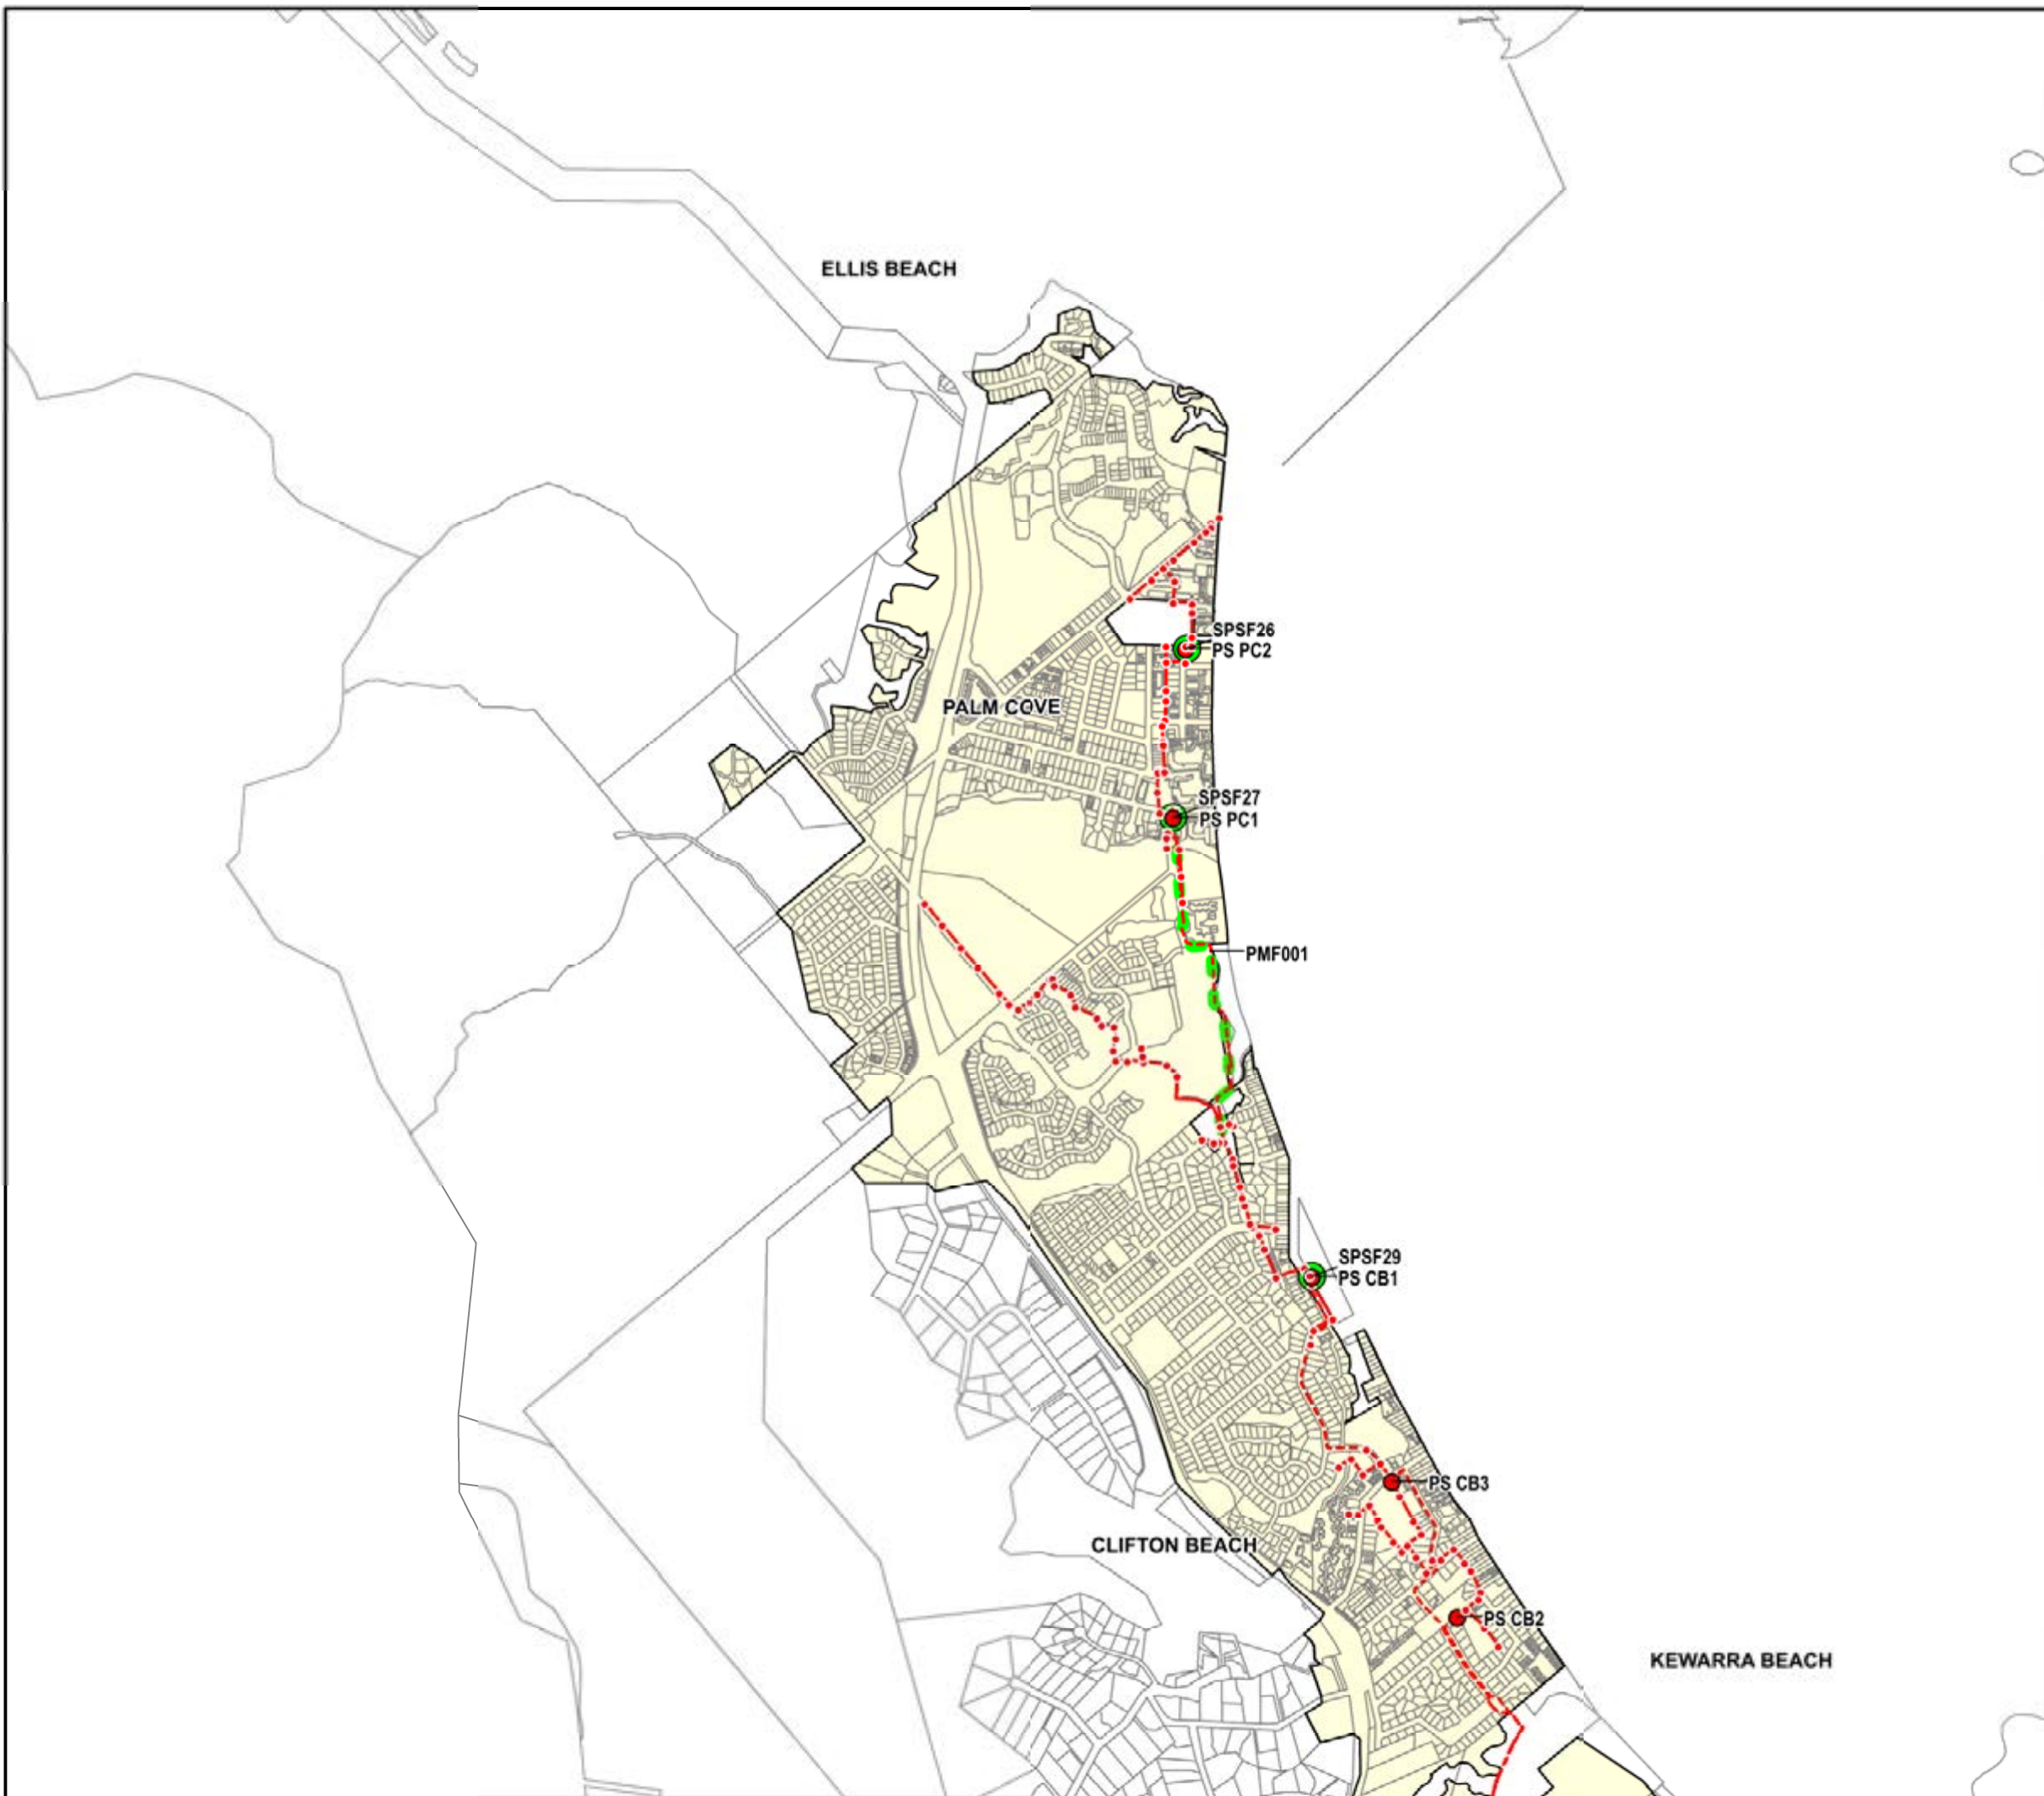 ELLIS BEACH
SPSF26
PS PC2
PALM COVE
SPSF27
PS PC1
PMF001
SPSF29
PS CB1
PS CB3
CLIFTON BEACH
PS CB2
KEWARRA BEACH